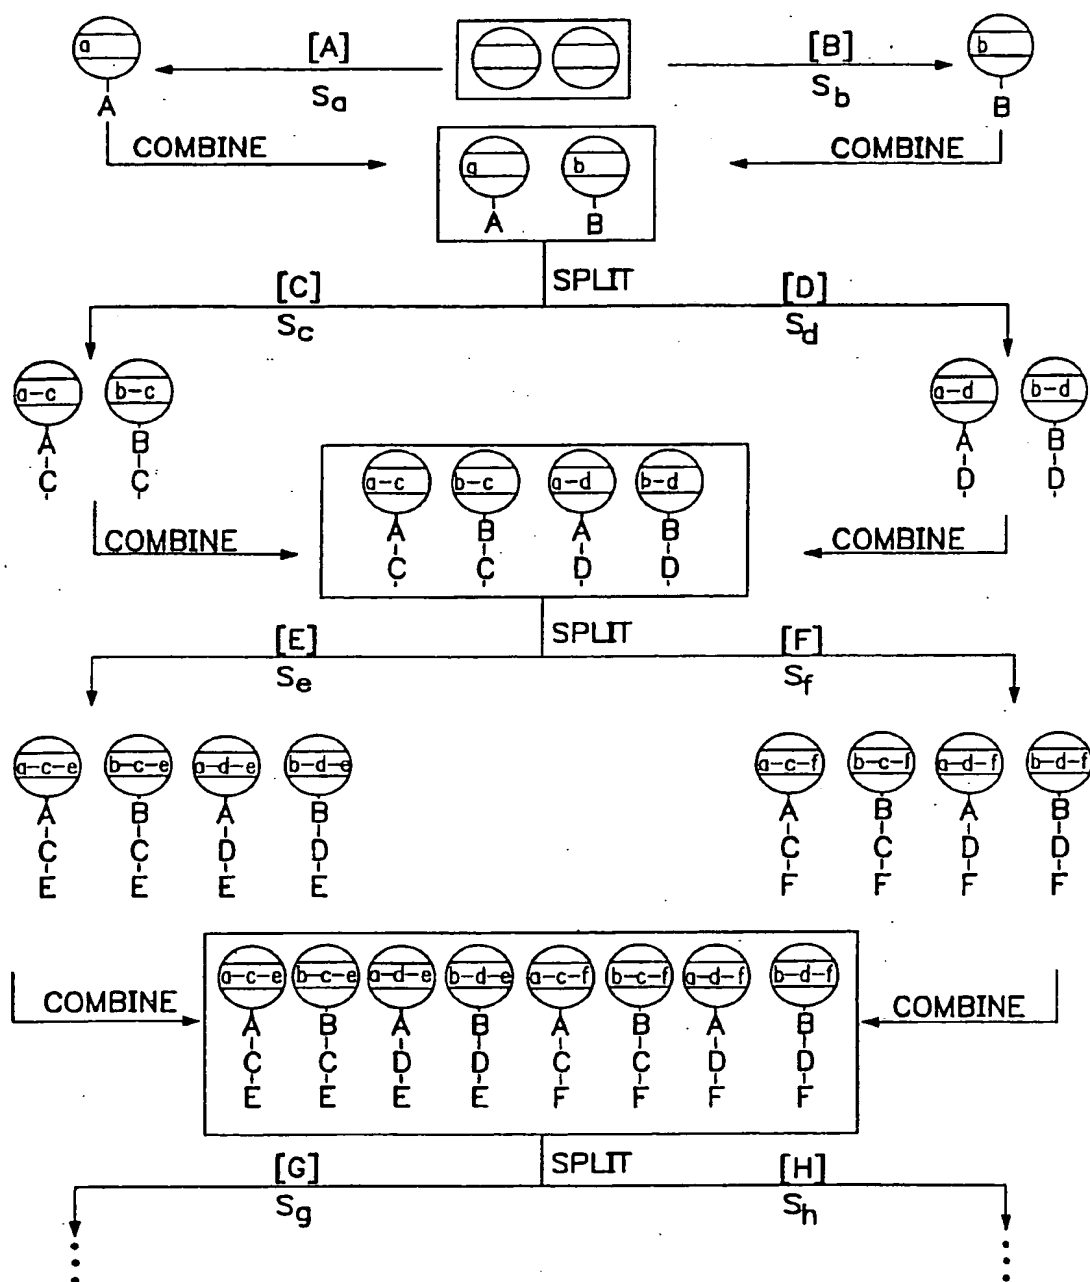 a [A] [B] b
A Sa Sb B
COMBINE COMBINE
a b
A B
SPLIT
[C] [D]
Sc Sd
a-c b-c a-d b-d
A B A B
C C D D
a-c b-c a-d b-d
COMBINE COMBINE
A B A B
C C D D
[E] SPLIT [F]
Se Sf
a-c-e b-c-e a-d-e b-d-e a-c-f b-c-f a-d-f b-d-f
A B A B A B A B
C C D D C C D D
E E E E F F F F
a-c-e b-c-e a-d-e b-d-e a-c-f b-c-f a-d-f b-d-f
COMBINE COMBINE
A B A B A B A B
C C D D C C D D
E E E E F F F F
[G] SPLIT [H]
Sg Sh